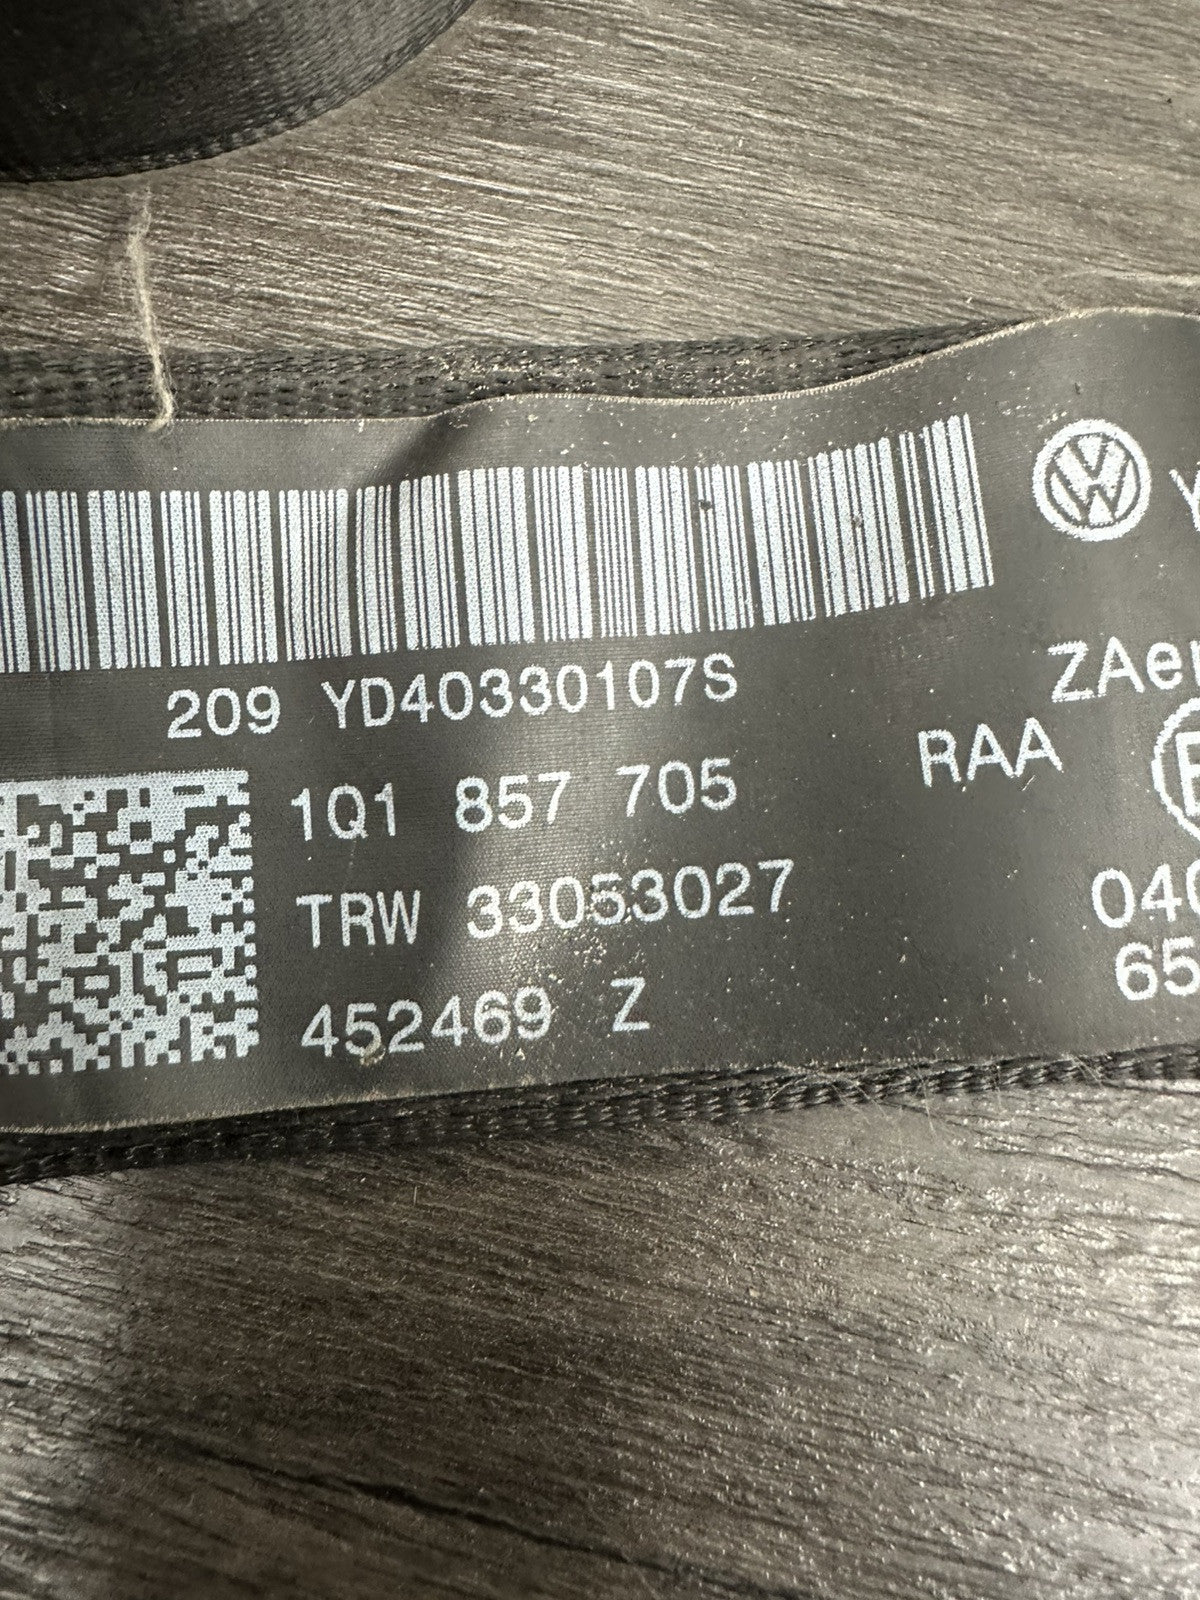 209 YD40330107S
1Q1 857 705 RAA
TRW 33053027
452469 Z